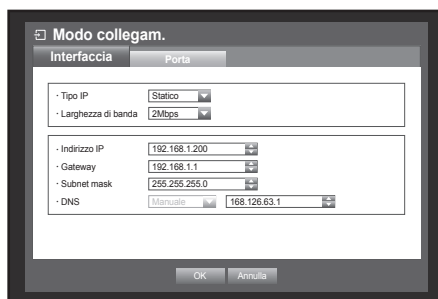 Modo collegam.
Interfaccia Porta
· Tipo IP Statico
· Larghezza di banda 2Mbps
· Indirizzo IP 192.168.1.200
· Gateway 192.168.1.1
· Subnet mask 255.255.255.0
· DNS Manuale 168.126.63.1
OK Annulla